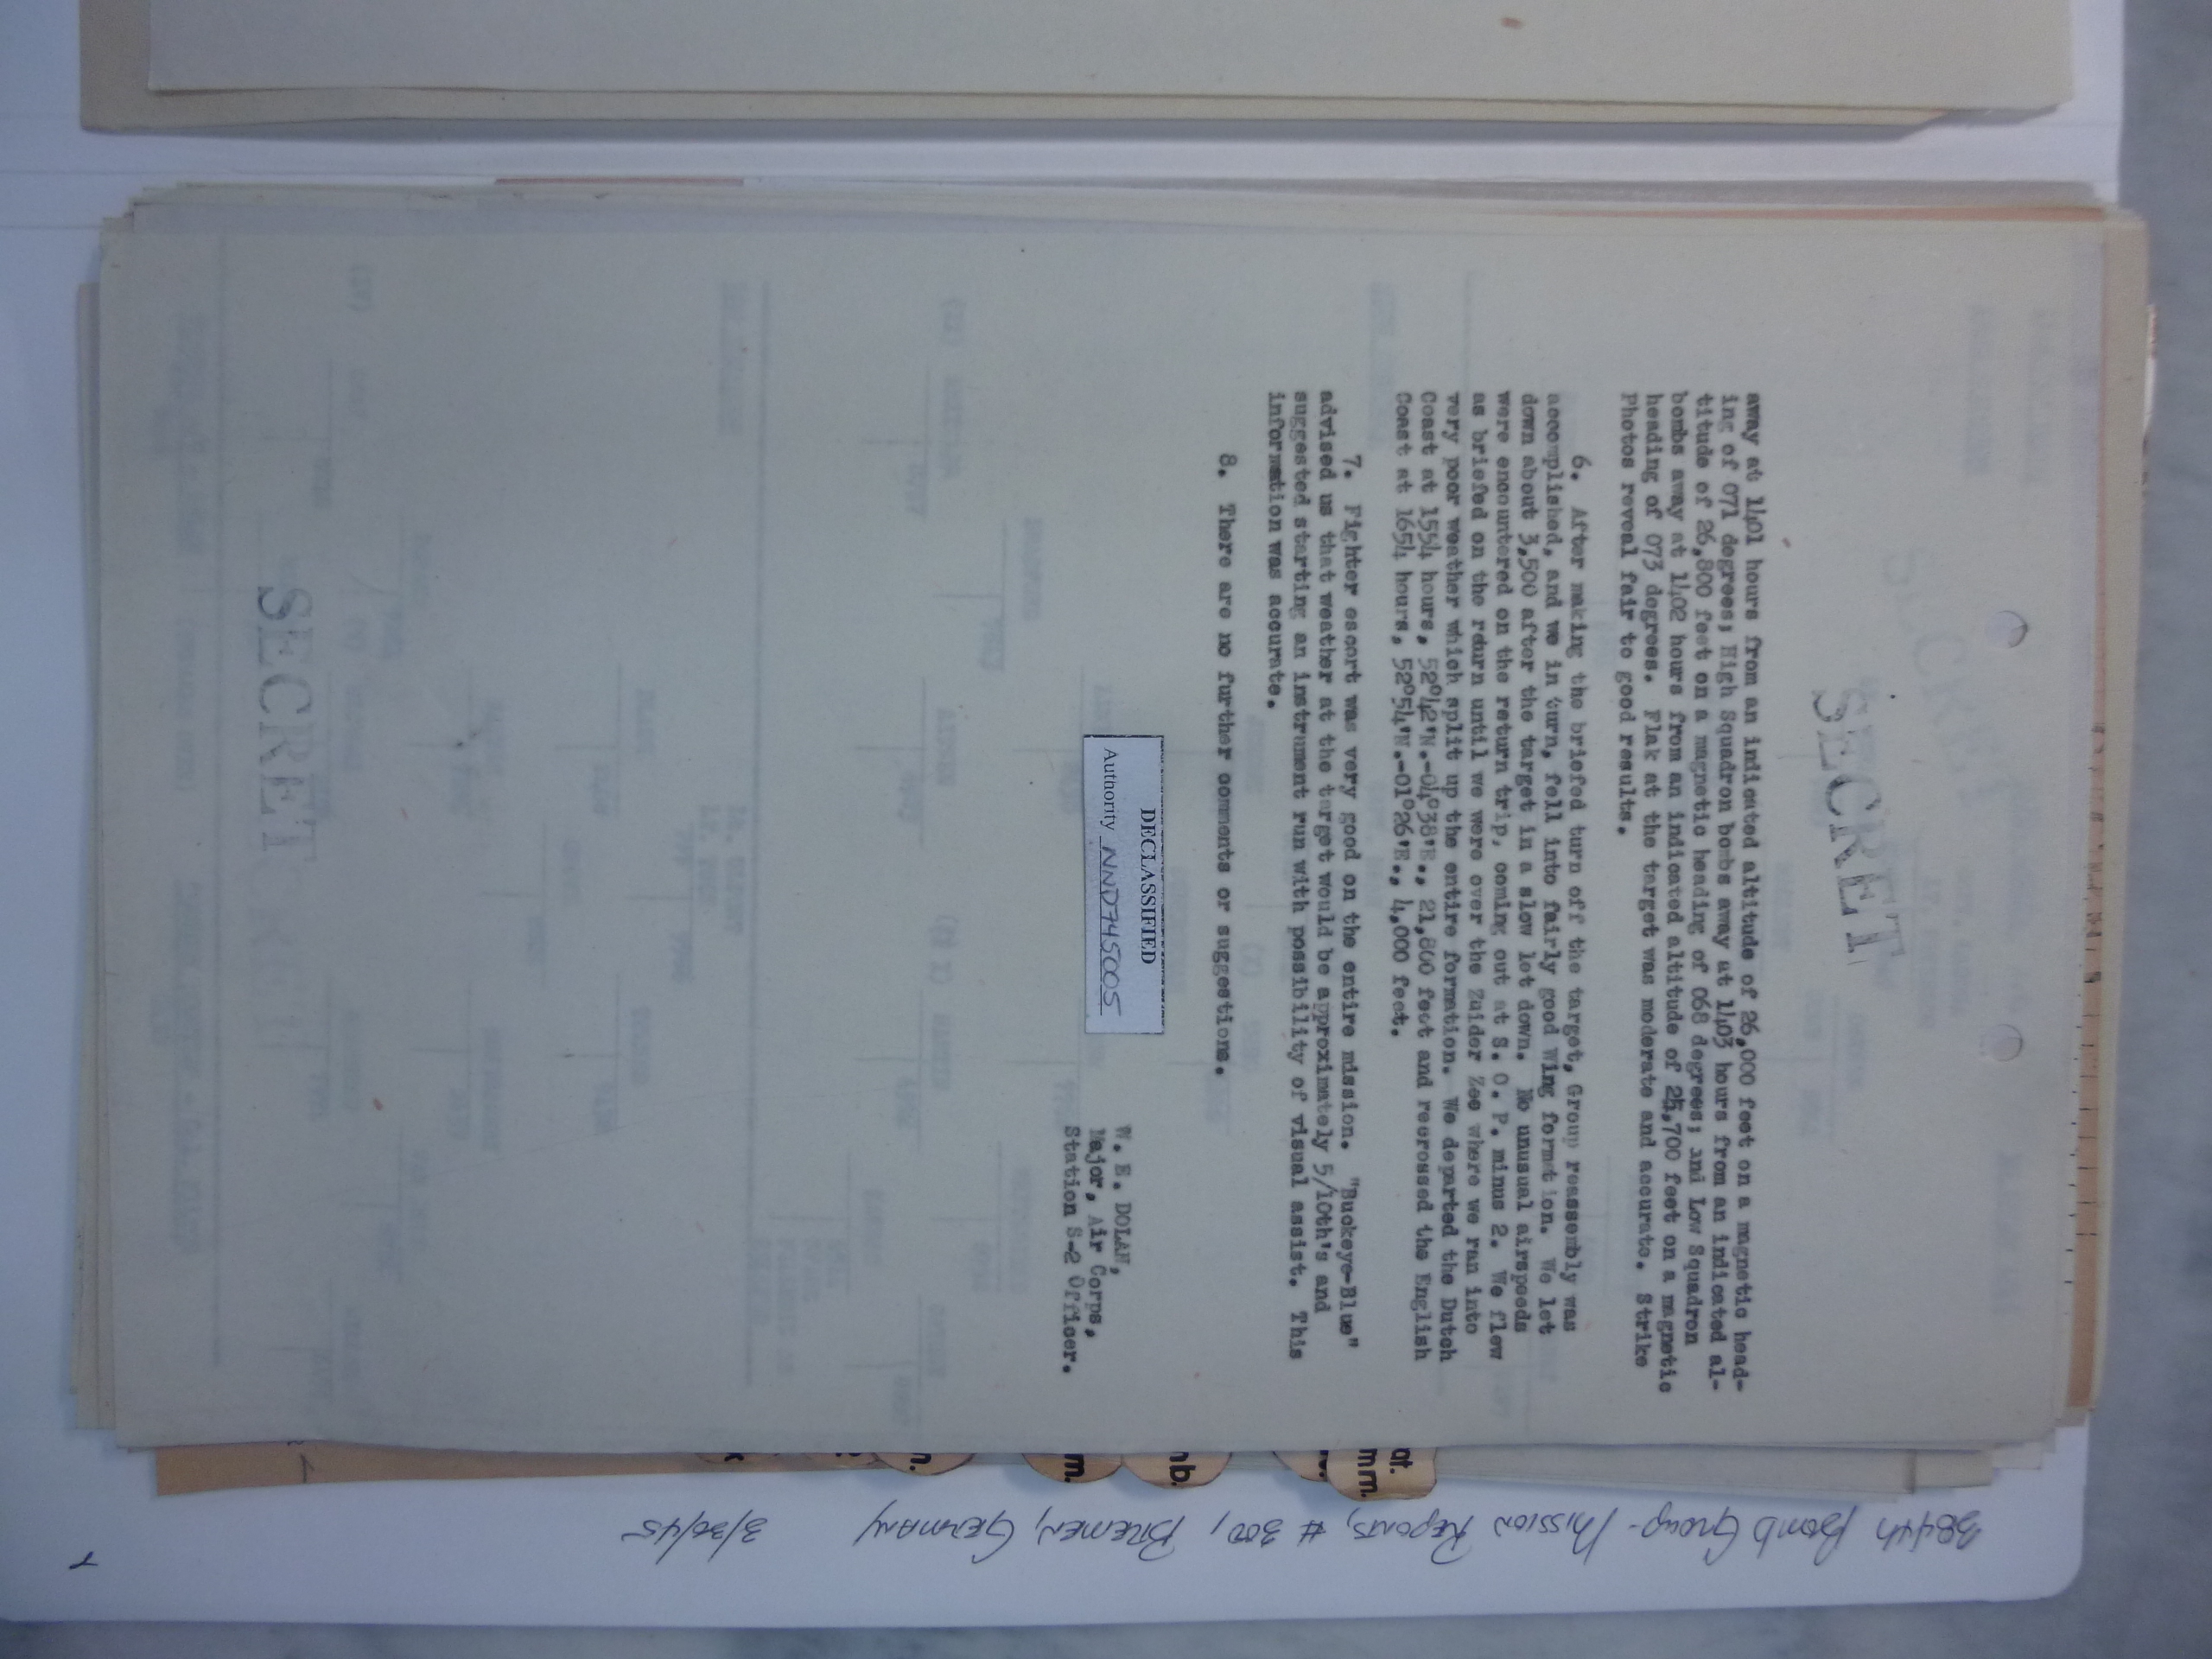 SECRET
away at 1401 hours from an indicated altitude of 26,000 feet on a magnetic head-
ing of 071 degrees; High Squadron bombs away at 1403 hours from an indicated al-
titude of 26,800 feet on a magnetic heading of 068 degrees; and Low Squadron
bombs away at 1402 hours from an indicated altitude of 25,700 feet on a magnetic
heading of 073 degrees. Flak at the target was moderate and accurate. Strike
Photos reveal fair to good results.
6. After making the briefed turn off the target, Group reassembly was
accomplished, and we in turn, fell into fairly good Wing formation. We let
down about 3,500 after the target in a slow let down. No unusual airspeeds
were encountered on the return trip, coming out at S. O. P. minus 2. We flew
as briefed on the return until we were over the Zuider Zee where we ran into
very poor weather which split up the entire formation. We departed the Dutch
Coast at 1554 hours, 52°42'N.-04°38'E., 21,800 feet and recrossed the English
Coast at 1654 hours, 52°54'N.-01°26'E., 4,000 feet.
7. Fighter escort was very good on the entire mission. "Buckeye-Blue"
advised us that weather at the target would be approximately 5/10th's and
suggested starting an instrument run with possibility of visual assist. This
information was accurate.
8. There are no further comments or suggestions.
W. E. DOLAN,
Major, Air Corps,
Station S-2 Officer.
DECLASSIFIED
Authority NND745005
SECRET
at.
mm.
nb.
m.
n.
384th Bomb Group - Mission Reports, # 300, Bremen, Germany 3/30/45